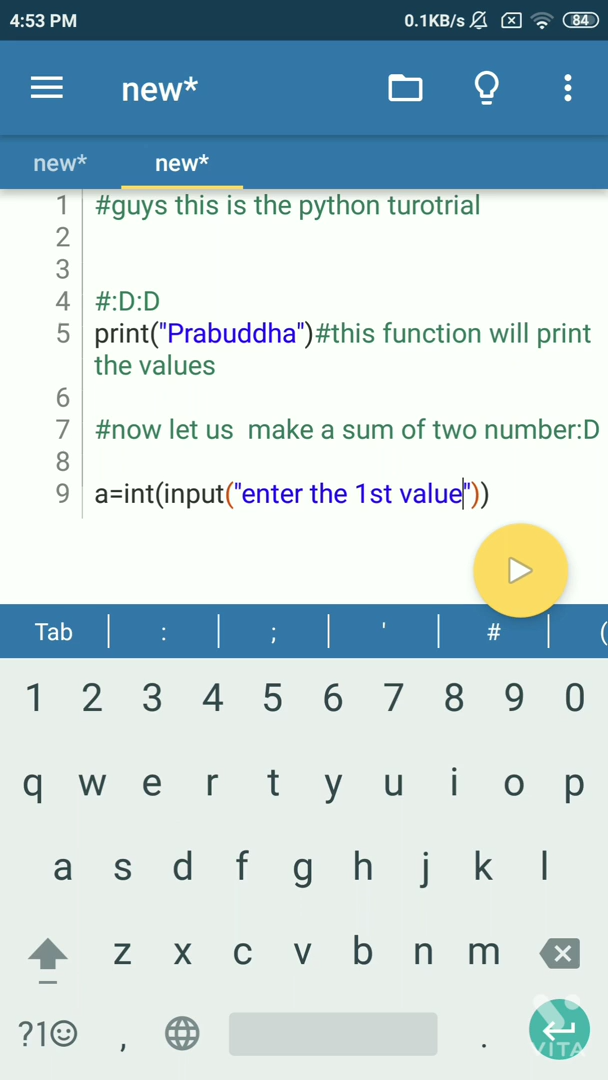 4:53 PM 0.1KB/s 84
new*
new* new*
1 #guys this is the python turotrial
2
3
4 #:D:D
5 print("Prabuddha")#this function will print
the values
6
7 #now let us  make a sum of two number:D
8
9 a=int(input("enter the 1st value"))
Tab : ; ' # (
1 2 3 4 5 6 7 8 9 0
q w e r t y u i o p
a s d f g h j k l
z x c v b n m
?1☺ , .
VITA